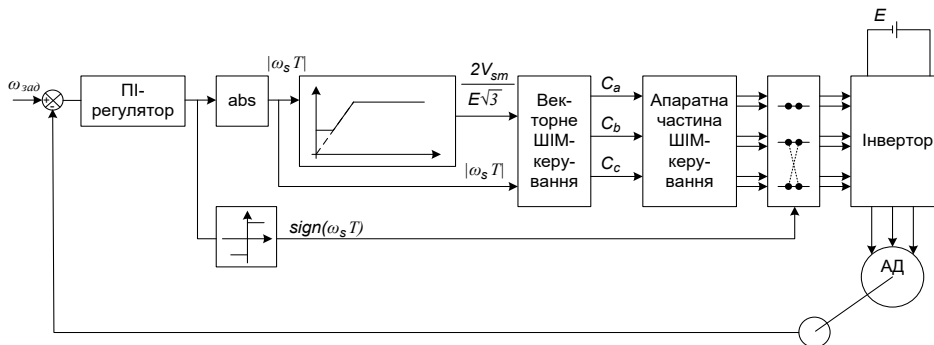 E
|ω_s T|
2V_sm
E√3
ω_зад
ПІ-
регулятор
abs
Век-
торне
ШІМ-
керу-
вання
C_a
C_b
C_c
Апаратна
частина
ШІМ-
керу-
вання
Інвертор
|ω_s T|
sign(ω_s T)
АД